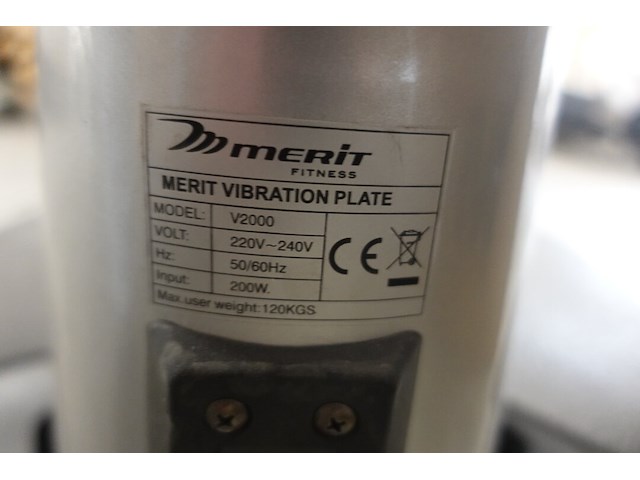 merit
FITNESS
MERIT VIBRATION PLATE
MODEL: V2000
VOLT: 220V~240V
Hz: 50/60Hz
Input: 200W.
Max.user weight:120KGS
CE